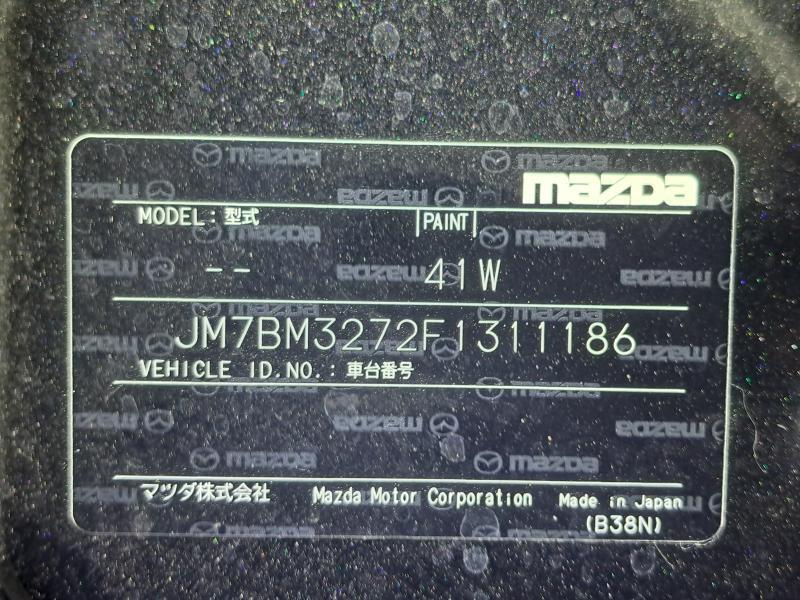 mazda
MODEL: 型式
PAINT
--
41W
JM7BM3272F1311186
VEHICLE ID.NO.: 車台番号
マツダ株式会社 Mazda Motor Corporation Made in Japan
(B38N)